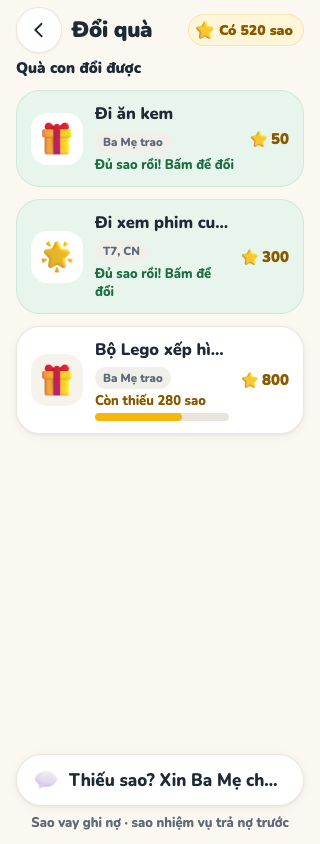 Đổi quà
Có 520 sao
Quà con đổi được
Đi ăn kem
Ba Mẹ trao
50
Đủ sao rồi! Bấm để đổi
Đi xem phim cu...
T7, CN
300
Đủ sao rồi! Bấm để
đổi
Bộ Lego xếp hì...
Ba Mẹ trao
800
Còn thiếu 280 sao
Thiếu sao? Xin Ba Mẹ ch...
Sao vay ghi nợ · sao nhiệm vụ trả nợ trước